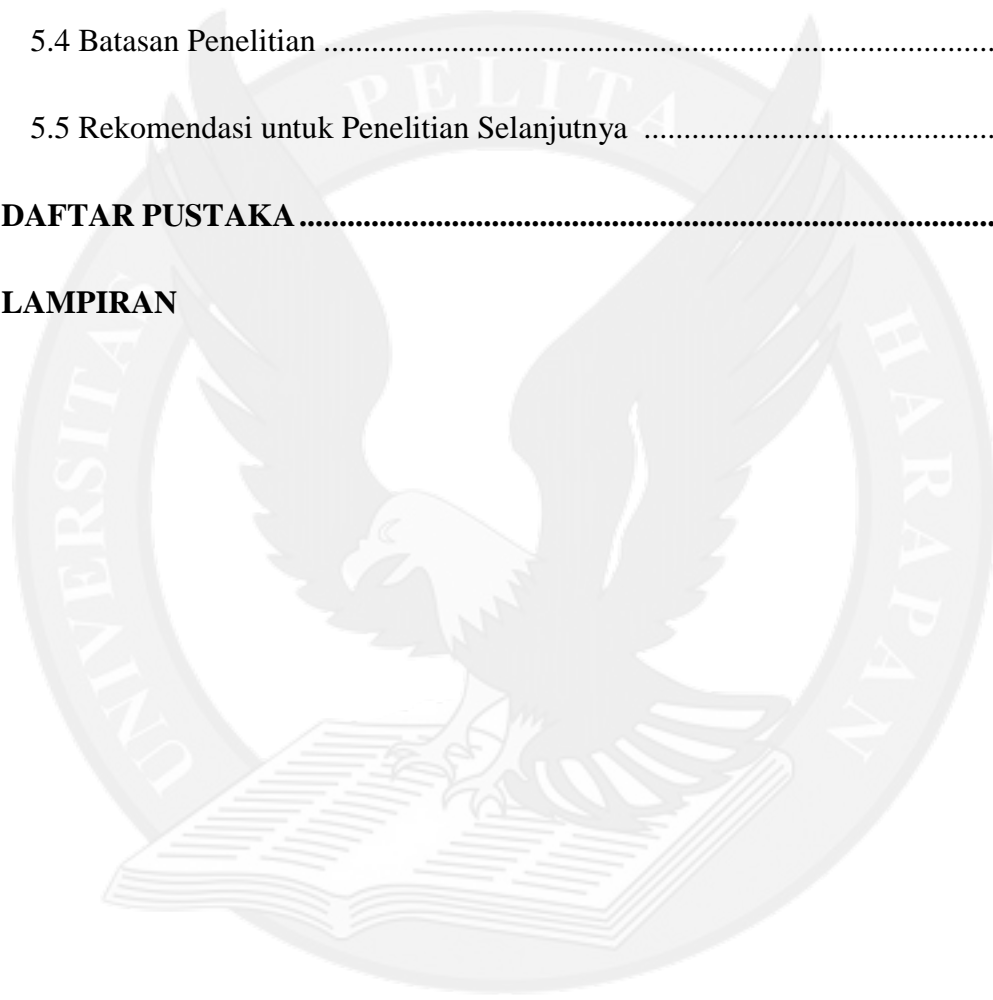 5.4 Batasan Penelitian ....................................................................................
5.5 Rekomendasi untuk Penelitian Selanjutnya ............................................
DAFTAR PUSTAKA.........................................................................................
LAMPIRAN
UNIVERSITAS PELITA HARAPAN